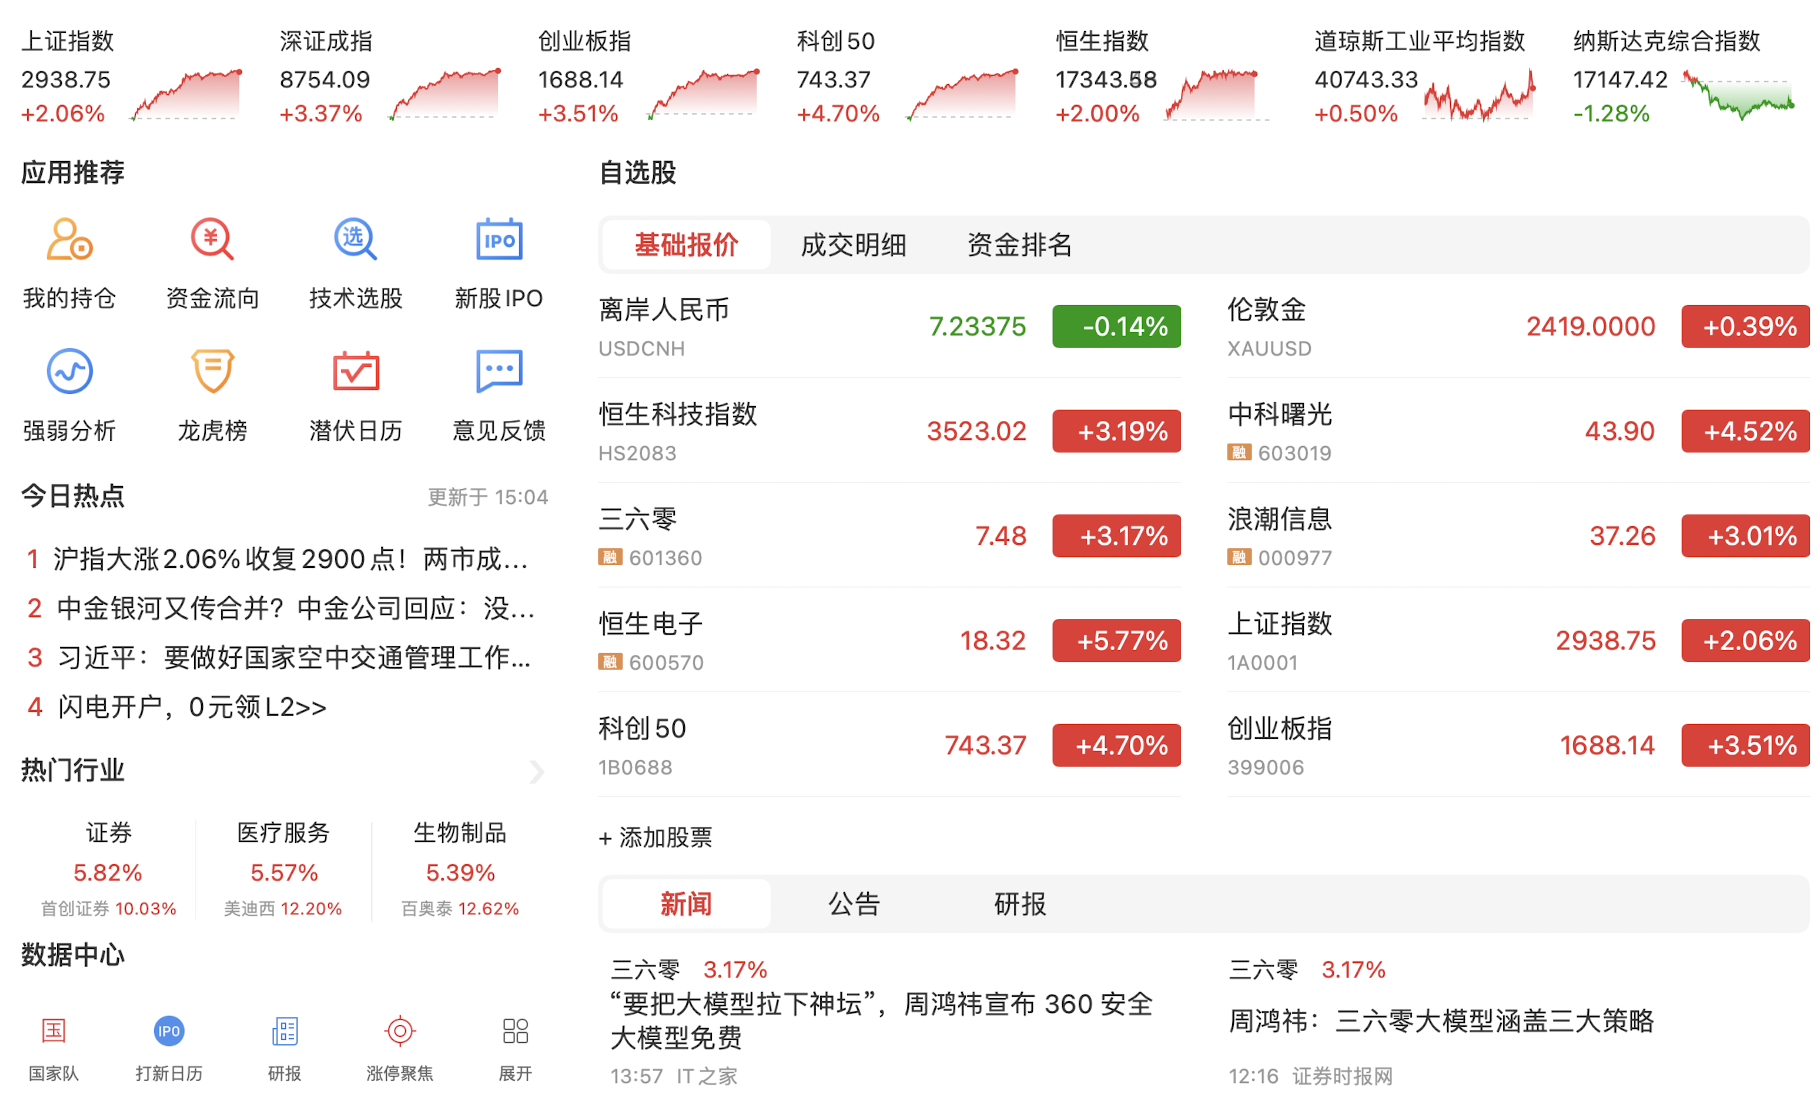 上证指数
2938.75
+2.06%
深证成指
8754.09
+3.37%
创业板指
1688.14
+3.51%
科创50
743.37
+4.70%
恒生指数
+2.00%
道琼斯工业平均指数
40743.33
+0.50%
纳斯达克综合指数
17147.42
-1.28%
应用推荐
我的持仓
资金流向
选
技术选股
IPO
新股IPO
强弱分析
龙虎榜
潜伏日历
意见反馈
今日热点
更新于 15:04
1 沪指大涨2.06%收复2900点！两市成...
2 中金银河又传合并？中金公司回应：没...
3 习近平：要做好国家空中交通管理工作...
4 闪电开户，0元领L2>>
热门行业
证券
5.82%
首创证券 10.03%
医疗服务
5.57%
美迪西 12.20%
生物制品
5.39%
百奥泰 12.62%
数据中心
国
国家队
IPO
打新日历
研报
涨停聚焦
展开
自选股
基础报价 成交明细 资金排名
离岸人民币
USDCNH
7.23375
-0.14%
伦敦金
XAUUSD
2419.0000
+0.39%
恒生科技指数
HS2083
3523.02
+3.19%
中科曙光
融 603019
43.90
+4.52%
三六零
融 601360
7.48
+3.17%
浪潮信息
融 000977
37.26
+3.01%
恒生电子
融 600570
18.32
+5.77%
上证指数
1A0001
2938.75
+2.06%
科创50
1B0688
743.37
+4.70%
创业板指
399006
1688.14
+3.51%
+ 添加股票
新闻 公告 研报
三六零 3.17%
“要把大模型拉下神坛”，周鸿祎宣布 360 安全
大模型免费
13:57 IT之家
三六零 3.17%
周鸿祎：三六零大模型涵盖三大策略
12:16 证券时报网